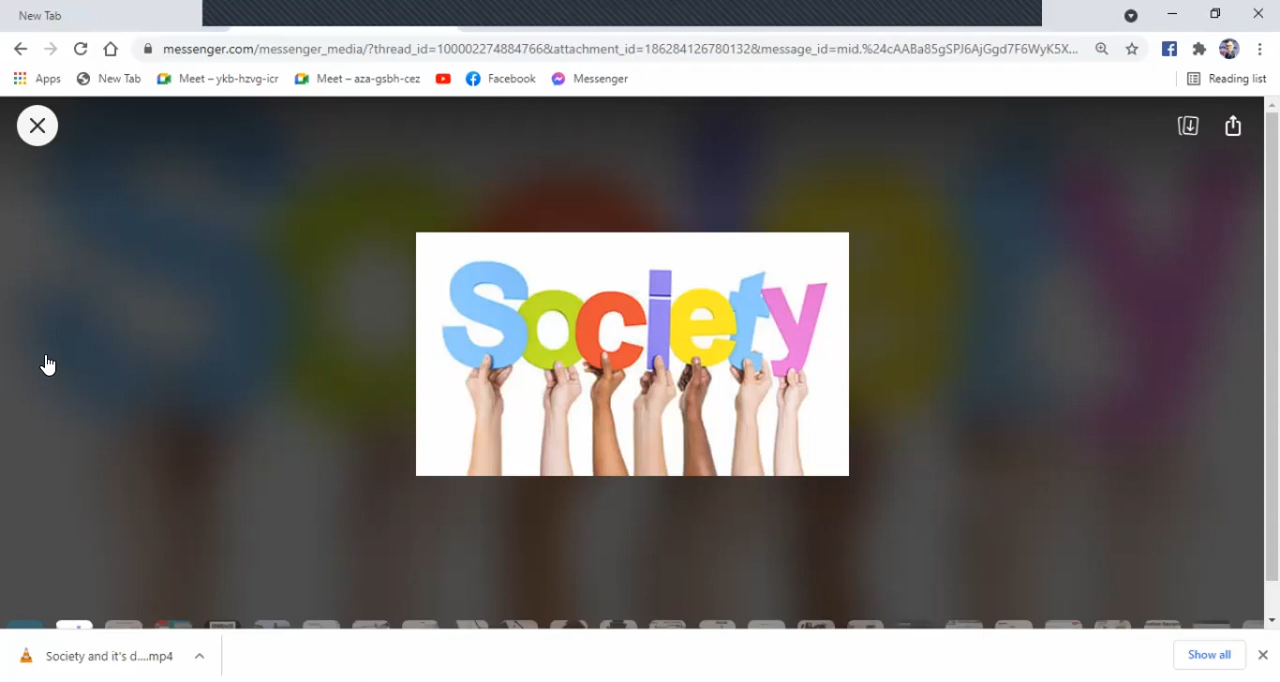 New Tab
messenger.com/messenger_media/?thread_id=100002274884766&attachment_id=1862841267801328&message_id=mid.%24cAABa85gSPJ6AjGgd7F6WyK5X...
Apps New Tab Meet – ykb-hzvg-icr Meet – aza-gsbh-cez Facebook Messenger Reading list
Society
Society and it's d....mp4 Show all